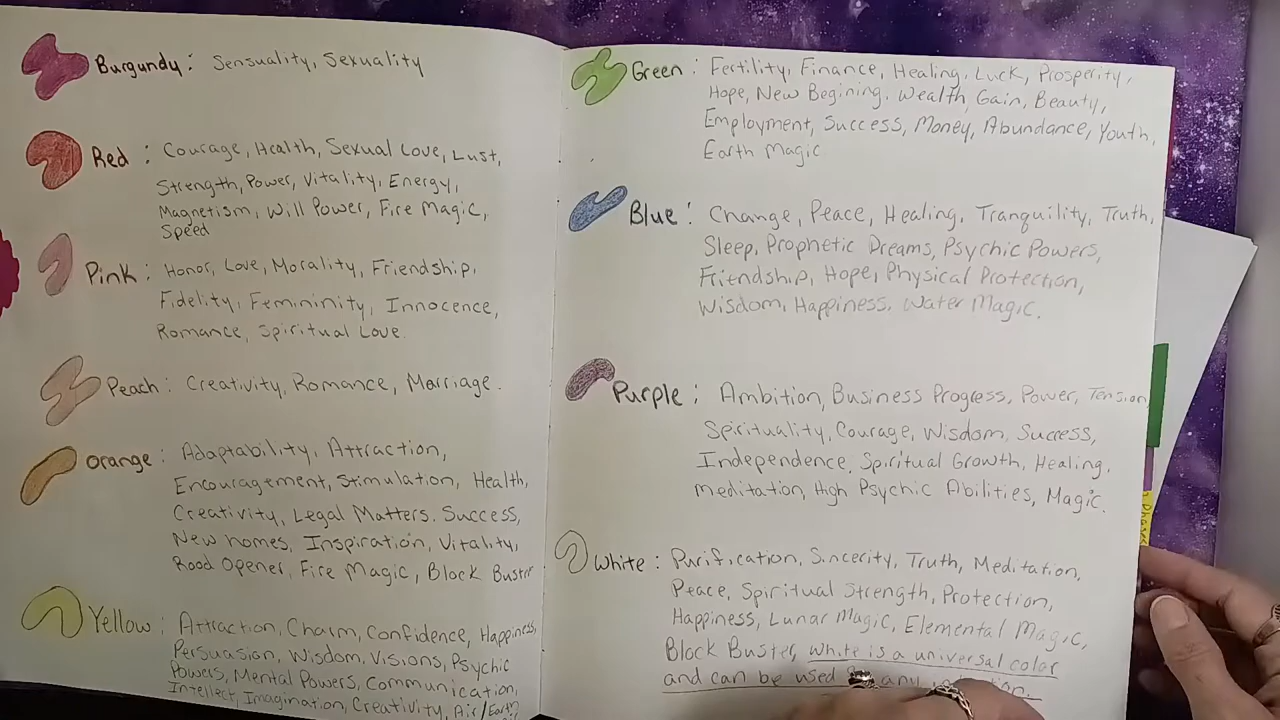 Burgundy: Sensuality, Sexuality
Red: Courage, Health, Sexual Love, Lust,
Strength, Power, Vitality, Energy,
Magnetism, Will Power, Fire Magic,
Speed
Pink: Honor, Love, Morality, Friendship,
Fidelity, Femininity, Innocence,
Romance, Spiritual Love.
Peach: Creativity, Romance, Marriage.
Orange: Adaptability, Attraction,
Encouragement, Stimulation, Health,
Creativity, Legal Matters. Success,
New homes, Inspiration, Vitality,
Road Opener, Fire Magic, Block Buster
Yellow: Attraction, Charm, Confidence, Happiness,
Persuasion, Wisdom, Visions, Psychic
Powers, Mental Powers, Communication,
Intellect, Imagination, Creativity, Air/Earth
Green: Fertility, Finance, Healing, Luck, Prosperity,
Hope, New Begining. Wealth, Gain, Beauty,
Employment, Success, Money, Abundance, Youth,
Earth Magic
Blue: Change, Peace, Healing, Tranquility, Truth,
Sleep, Prophetic Dreams, Psychic Powers,
Friendship, Hope, Physical Protection,
Wisdom, Happiness. Water Magic.
Purple: Ambition, Business Progress, Power, Tension
Spirituality, Courage, Wisdom, Success,
Independence, Spiritual Growth, Healing,
Meditation, High Psychic Abilities, Magic.
White: Purification, Sincerity, Truth, Meditation,
Peace, Spiritual Strength, Protection,
Happiness, Lunar Magic, Elemental Magic,
Block Buster, white is a universal color
and can be used any
Phases